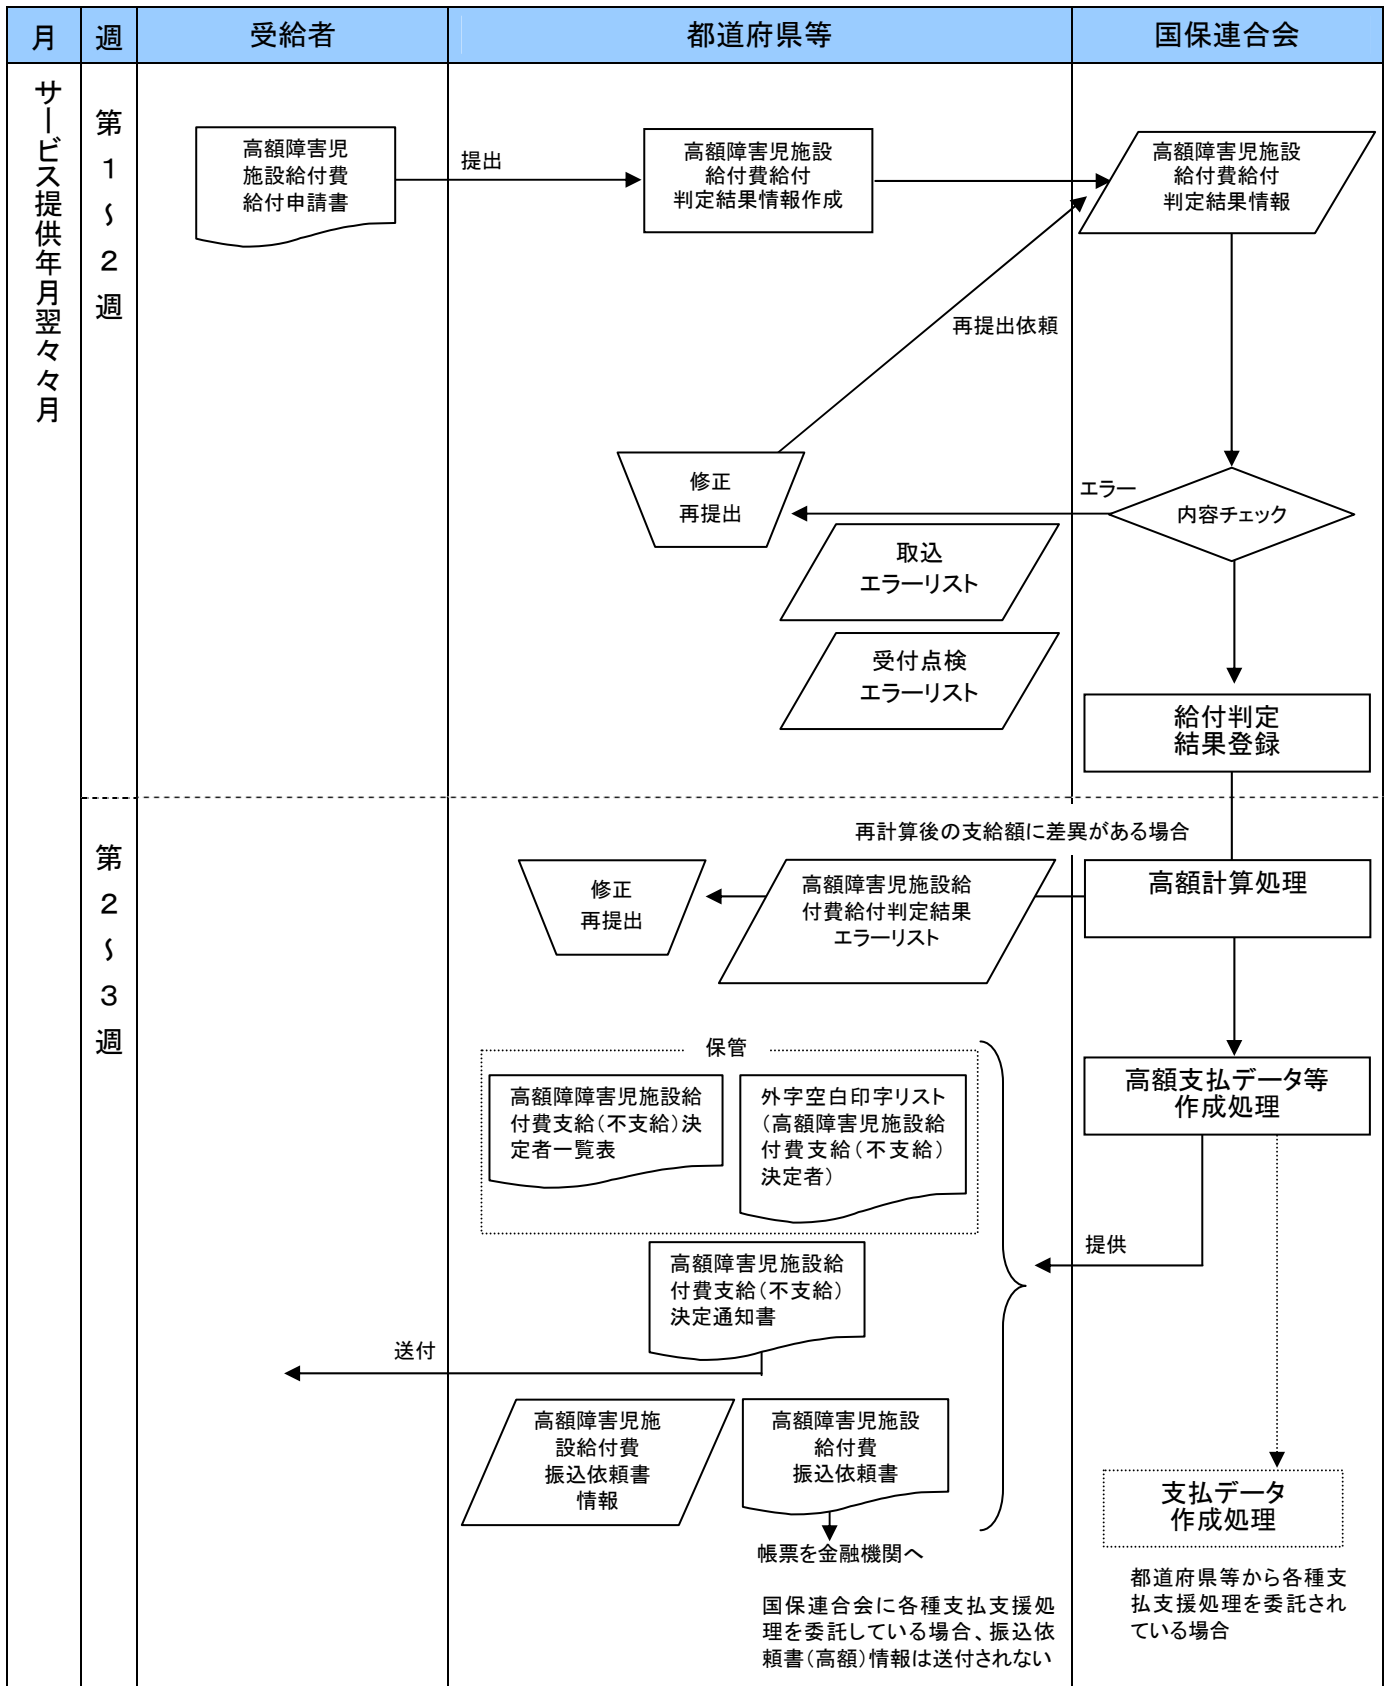 月
週
受給者
都道府県等
国保連合会
サービス提供年月翌々々月
第1〜2週
高額障害児
施設給付費
給付申請書
提出
高額障害児施設
給付費給付
判定結果情報作成
高額障害児施設
給付費給付
判定結果情報
再提出依頼
修正
再提出
エラー
内容チェック
取込
エラーリスト
受付点検
エラーリスト
給付判定
結果登録
第2〜3週
再計算後の支給額に差異がある場合
修正
再提出
高額障害児施設給
付費給付判定結果
エラーリスト
高額計算処理
保管
高額障障害児施設給
付費支給(不支給)決
定者一覧表
外字空白印字リスト
(高額障害児施設給
付費支給(不支給)
決定者)
高額支払データ等
作成処理
提供
高額障害児施設給
付費支給(不支給)
決定通知書
送付
高額障害児施
設給付費
振込依頼書
情報
高額障害児施設
給付費
振込依頼書
帳票を金融機関へ
支払データ
作成処理
国保連合会に各種支払支援処
理を委託している場合、振込依
頼書(高額)情報は送付されない
都道府県等から各種支
払支援処理を委託され
ている場合